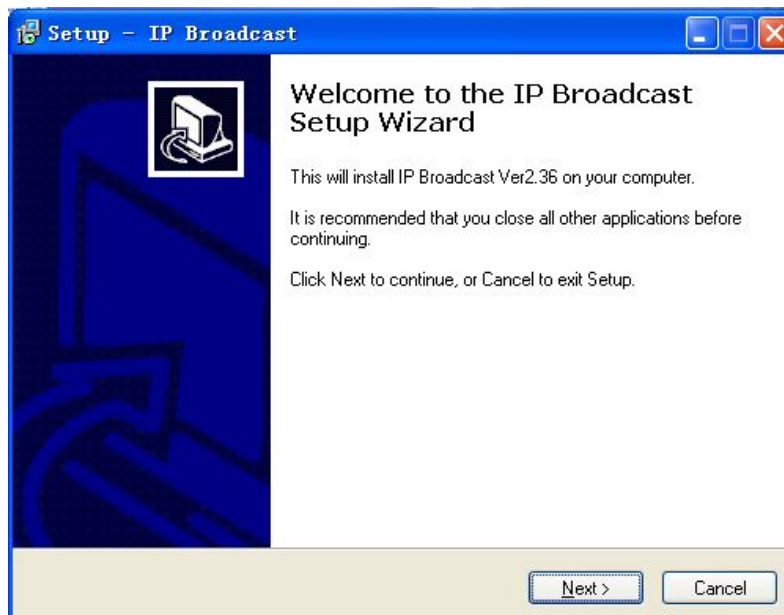 Setup - IP Broadcast
Welcome to the IP Broadcast
Setup Wizard
This will install IP Broadcast Ver2.36 on your computer.
It is recommended that you close all other applications before
continuing.
Click Next to continue, or Cancel to exit Setup.
Next >
Cancel